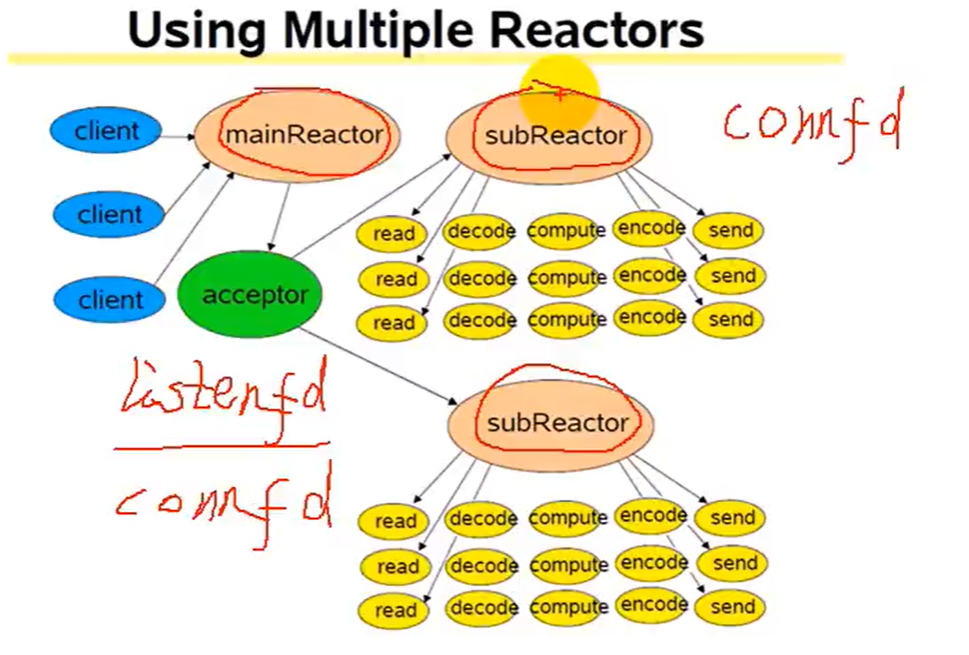 Using Multiple Reactors
client
mainReactor
subReactor
connfd
client
read decode compute encode send
acceptor
read decode compute encode send
client
read decode compute encode send
listenfd
connfd
subReactor
read decode compute encode send
read decode compute encode send
read decode compute encode send